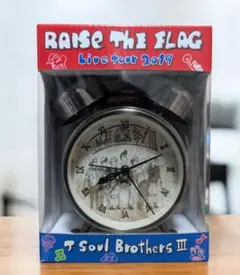 RAISE THE FLAG
Live tour 2019
J Soul Brothers III